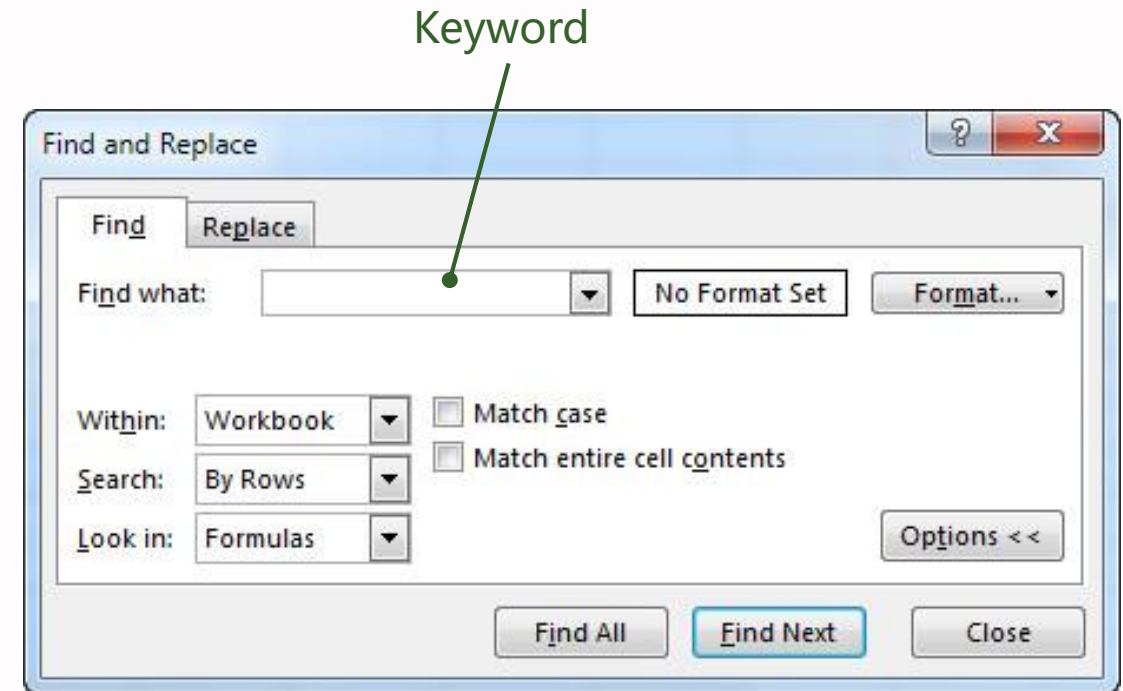 Keyword
Find and Replace
?
X
Find
Replace
Find what:
No Format Set
Format...
Within:
Workbook
Match case
Match entire cell contents
Search:
By Rows
Look in:
Formulas
Options <<
Find All
Find Next
Close